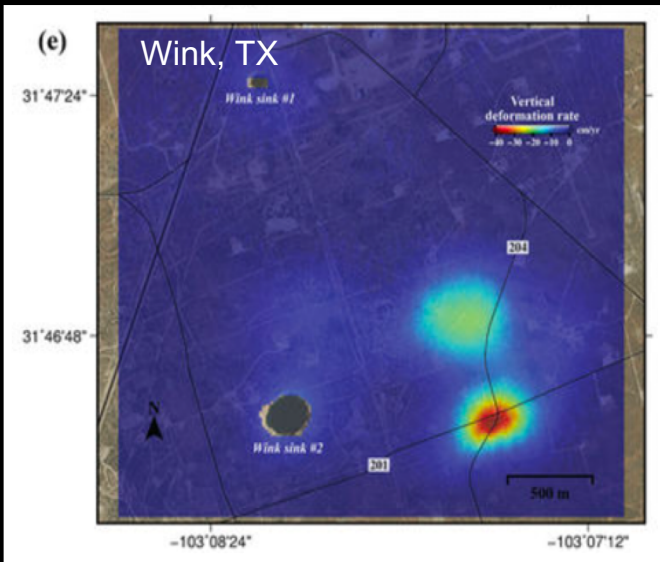 (e)
Wink, TX
31°47'24"
Wink sink #1
Vertical
deformation rate
cm/yr
−40 −30 −20 −10 0
204
31°46'48"
N
Wink sink #2
201
500 m
−103°08'24"
−103°07'12"